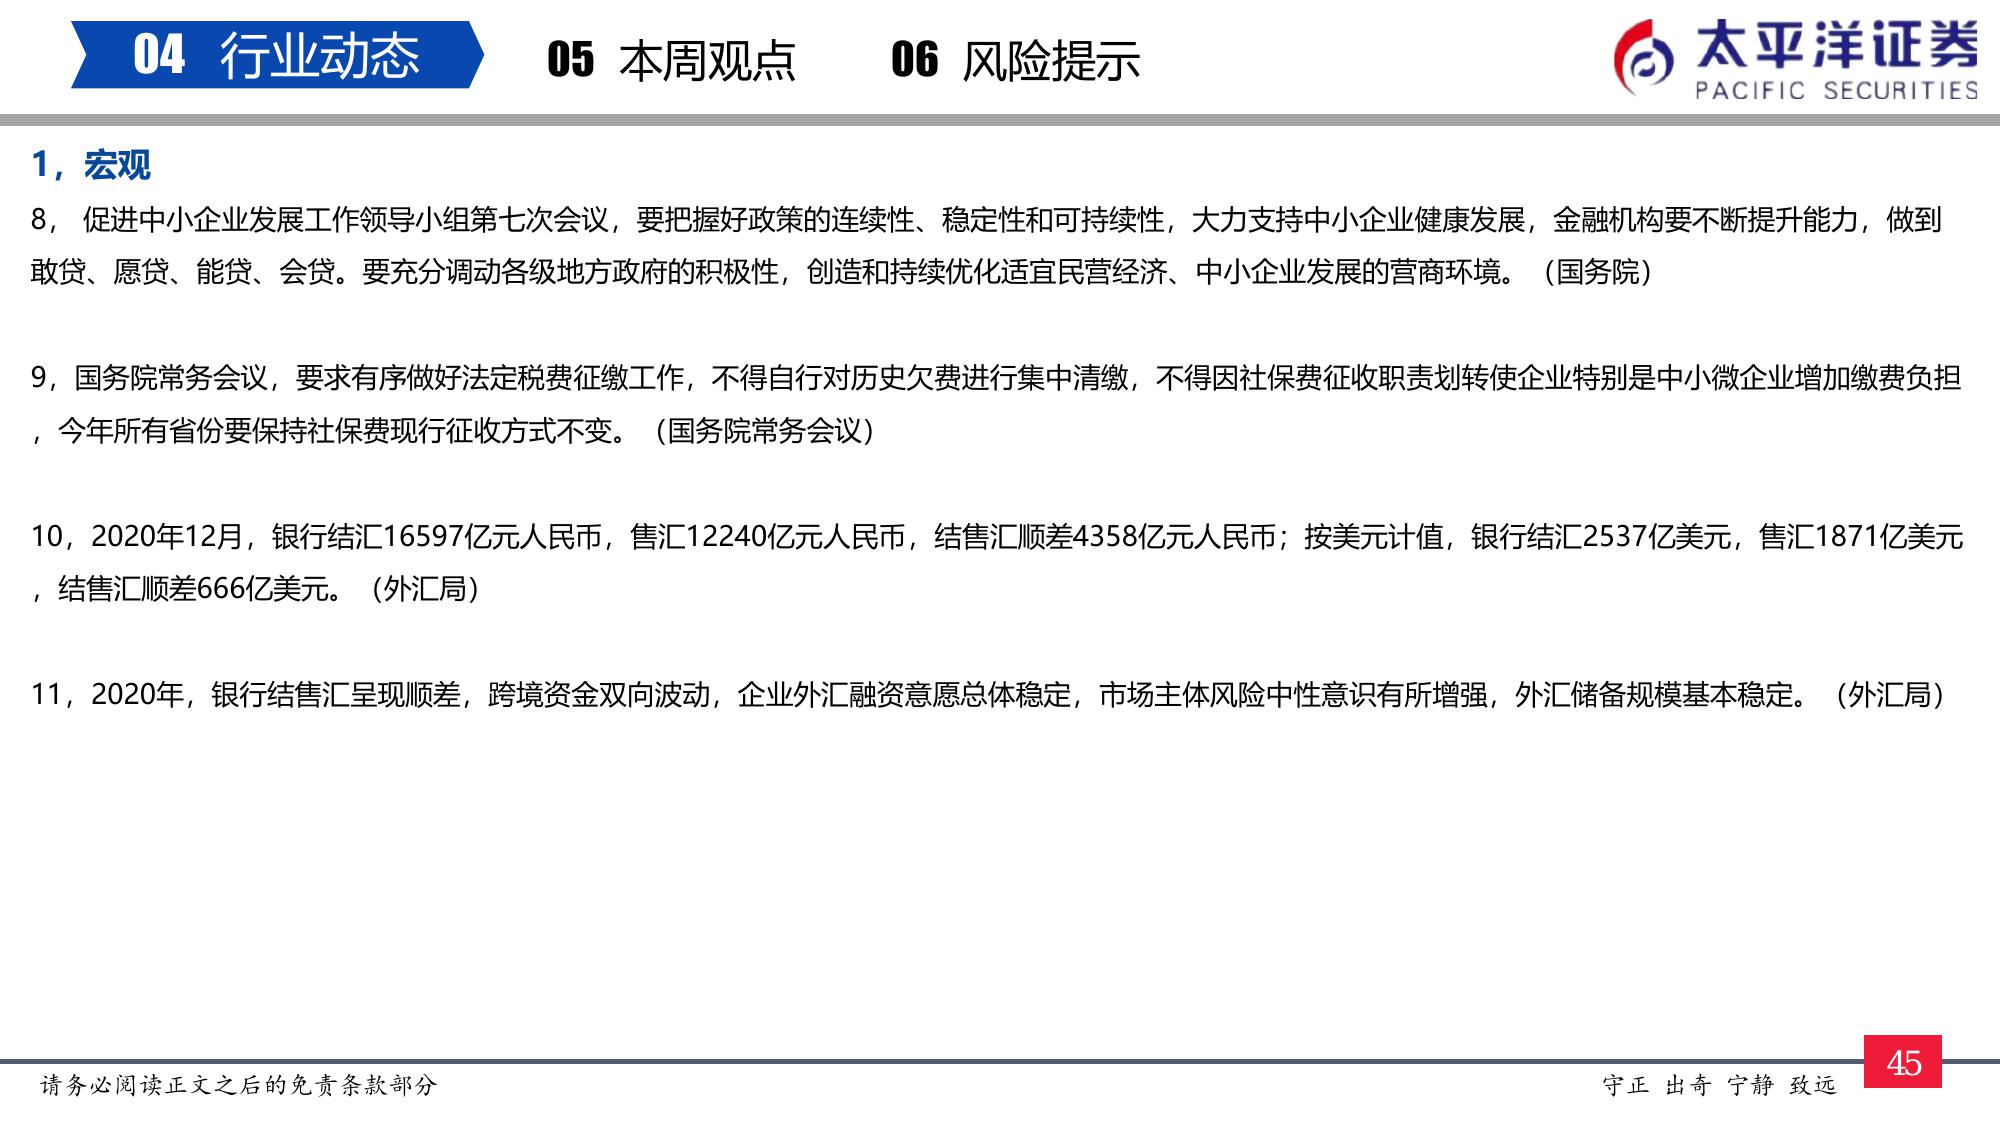 04 行业动态
05 本周观点
06 风险提示
太平洋证券
PACIFIC SECURITIES
1，宏观
8， 促进中小企业发展工作领导小组第七次会议，要把握好政策的连续性、稳定性和可持续性，大力支持中小企业健康发展，金融机构要不断提升能力，做到
敢贷、愿贷、能贷、会贷。要充分调动各级地方政府的积极性，创造和持续优化适宜民营经济、中小企业发展的营商环境。（国务院）
9，国务院常务会议，要求有序做好法定税费征缴工作，不得自行对历史欠费进行集中清缴，不得因社保费征收职责划转使企业特别是中小微企业增加缴费负担
，今年所有省份要保持社保费现行征收方式不变。（国务院常务会议）
10，2020年12月，银行结汇16597亿元人民币，售汇12240亿元人民币，结售汇顺差4358亿元人民币；按美元计值，银行结汇2537亿美元，售汇1871亿美元
，结售汇顺差666亿美元。（外汇局）
11，2020年，银行结售汇呈现顺差，跨境资金双向波动，企业外汇融资意愿总体稳定，市场主体风险中性意识有所增强，外汇储备规模基本稳定。（外汇局）
请务必阅读正文之后的免责条款部分
守正 出奇 宁静 致远
45